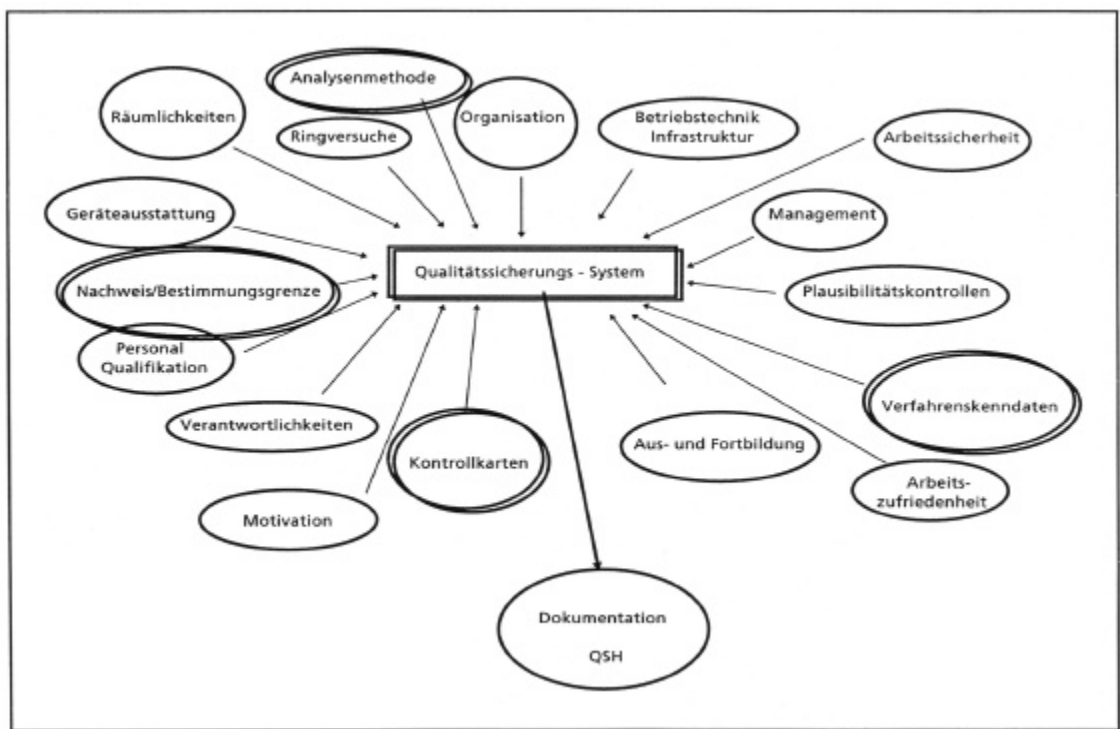 Analysenmethode
Räumlichkeiten
Organisation
Betriebstechnik
Infrastruktur
Ringversuche
Arbeitssicherheit
Geräteausstattung
Management
Qualitätssicherungs - System
Nachweis/Bestimmungsgrenze
Plausibilitätskontrollen
Personal
Qualifikation
Verfahrenskenndaten
Verantwortlichkeiten
Aus- und Fortbildung
Kontrollkarten
Arbeits-
zufriedenheit
Motivation
Dokumentation
QSH